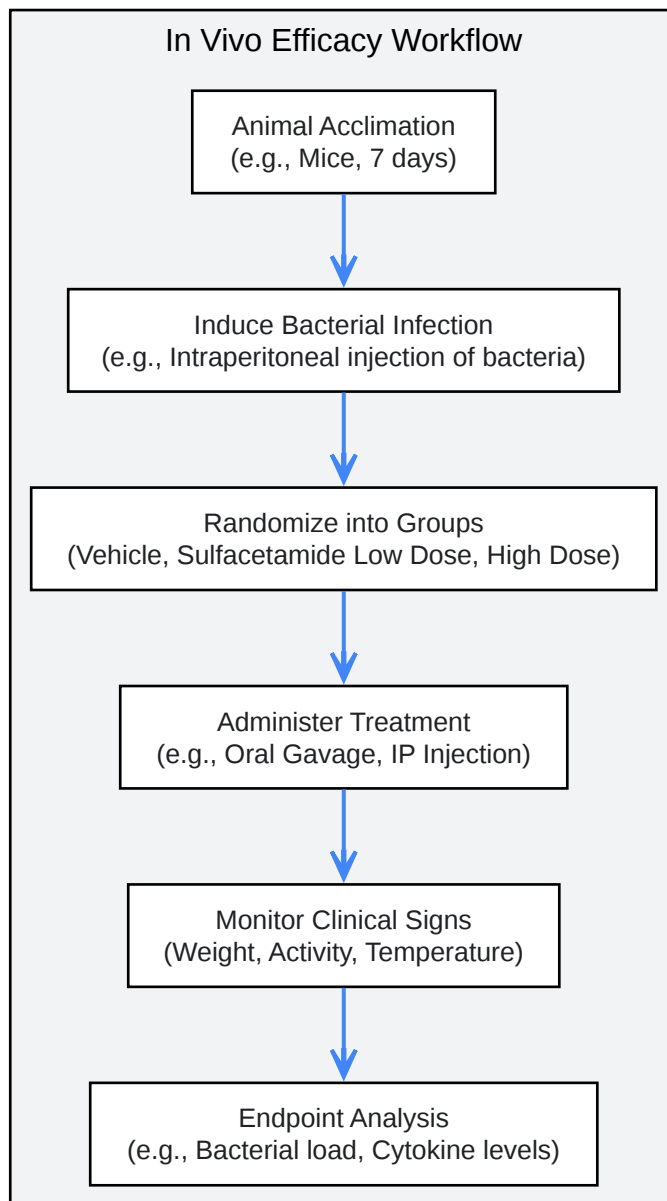 In Vivo Efficacy Workflow
Animal Acclimation
(e.g., Mice, 7 days)
Induce Bacterial Infection
(e.g., Intraperitoneal injection of bacteria)
Randomize into Groups
(Vehicle, Sulfacetamide Low Dose, High Dose)
Administer Treatment
(e.g., Oral Gavage, IP Injection)
Monitor Clinical Signs
(Weight, Activity, Temperature)
Endpoint Analysis
(e.g., Bacterial load, Cytokine levels)